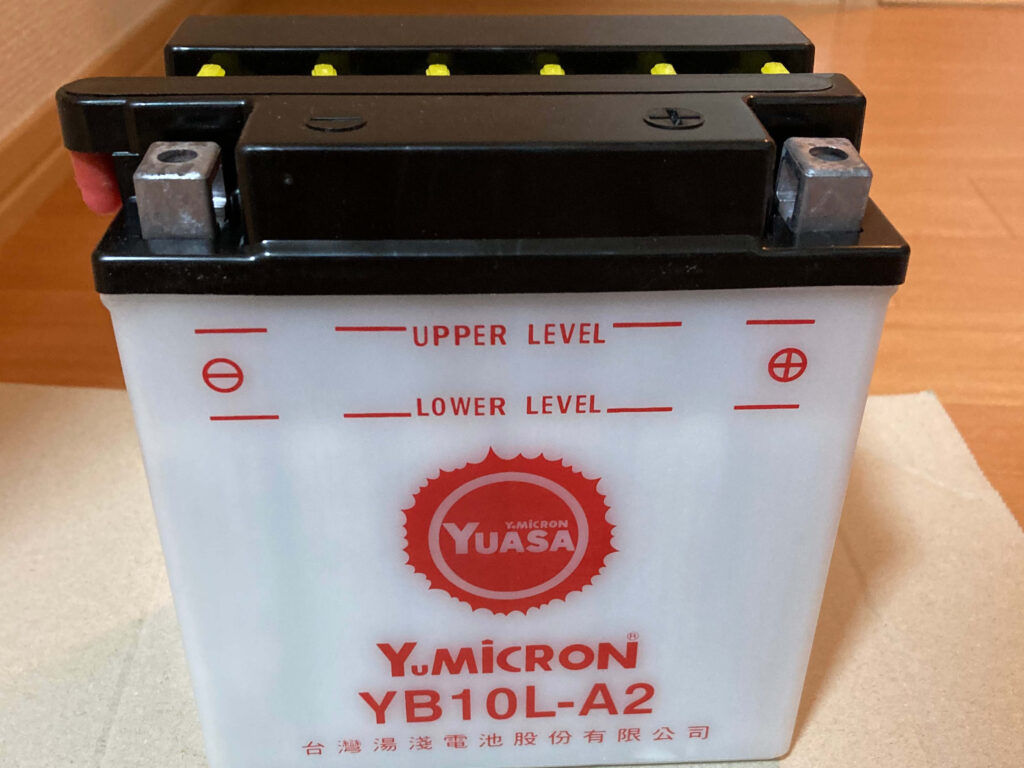 UPPER LEVEL
LOWER LEVEL
YuMiCRON
YUASA
YuMiCRON®
YB10L-A2
台灣湯淺電池股份有限公司